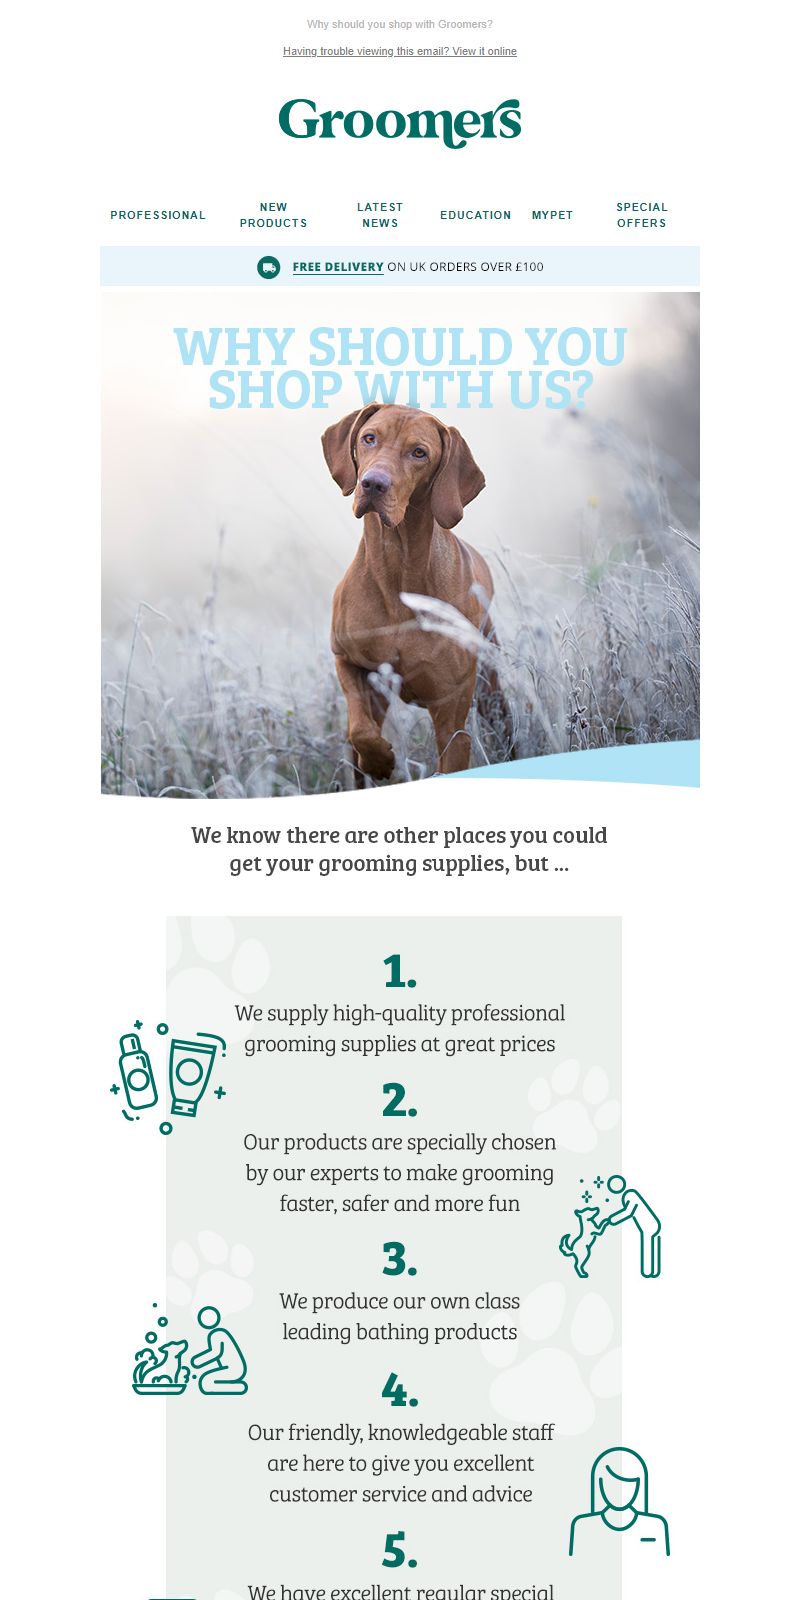 Why should you shop with Groomers?
Having trouble viewing this email? View it online
Groomers
PROFESSIONAL
NEW
PRODUCTS
LATEST
NEWS
EDUCATION
MYPET
SPECIAL
OFFERS
FREE DELIVERY ON UK ORDERS OVER £100
WHY SHOULD YOU
SHOP WITH US?
We know there are other places you could
get your grooming supplies, but ...
1.
We supply high-quality professional
grooming supplies at great prices
2.
Our products are specially chosen
by our experts to make grooming
faster, safer and more fun
3.
We produce our own class
leading bathing products
4.
Our friendly, knowledgeable staff
are here to give you excellent
customer service and advice
5.
We have excellent regular special